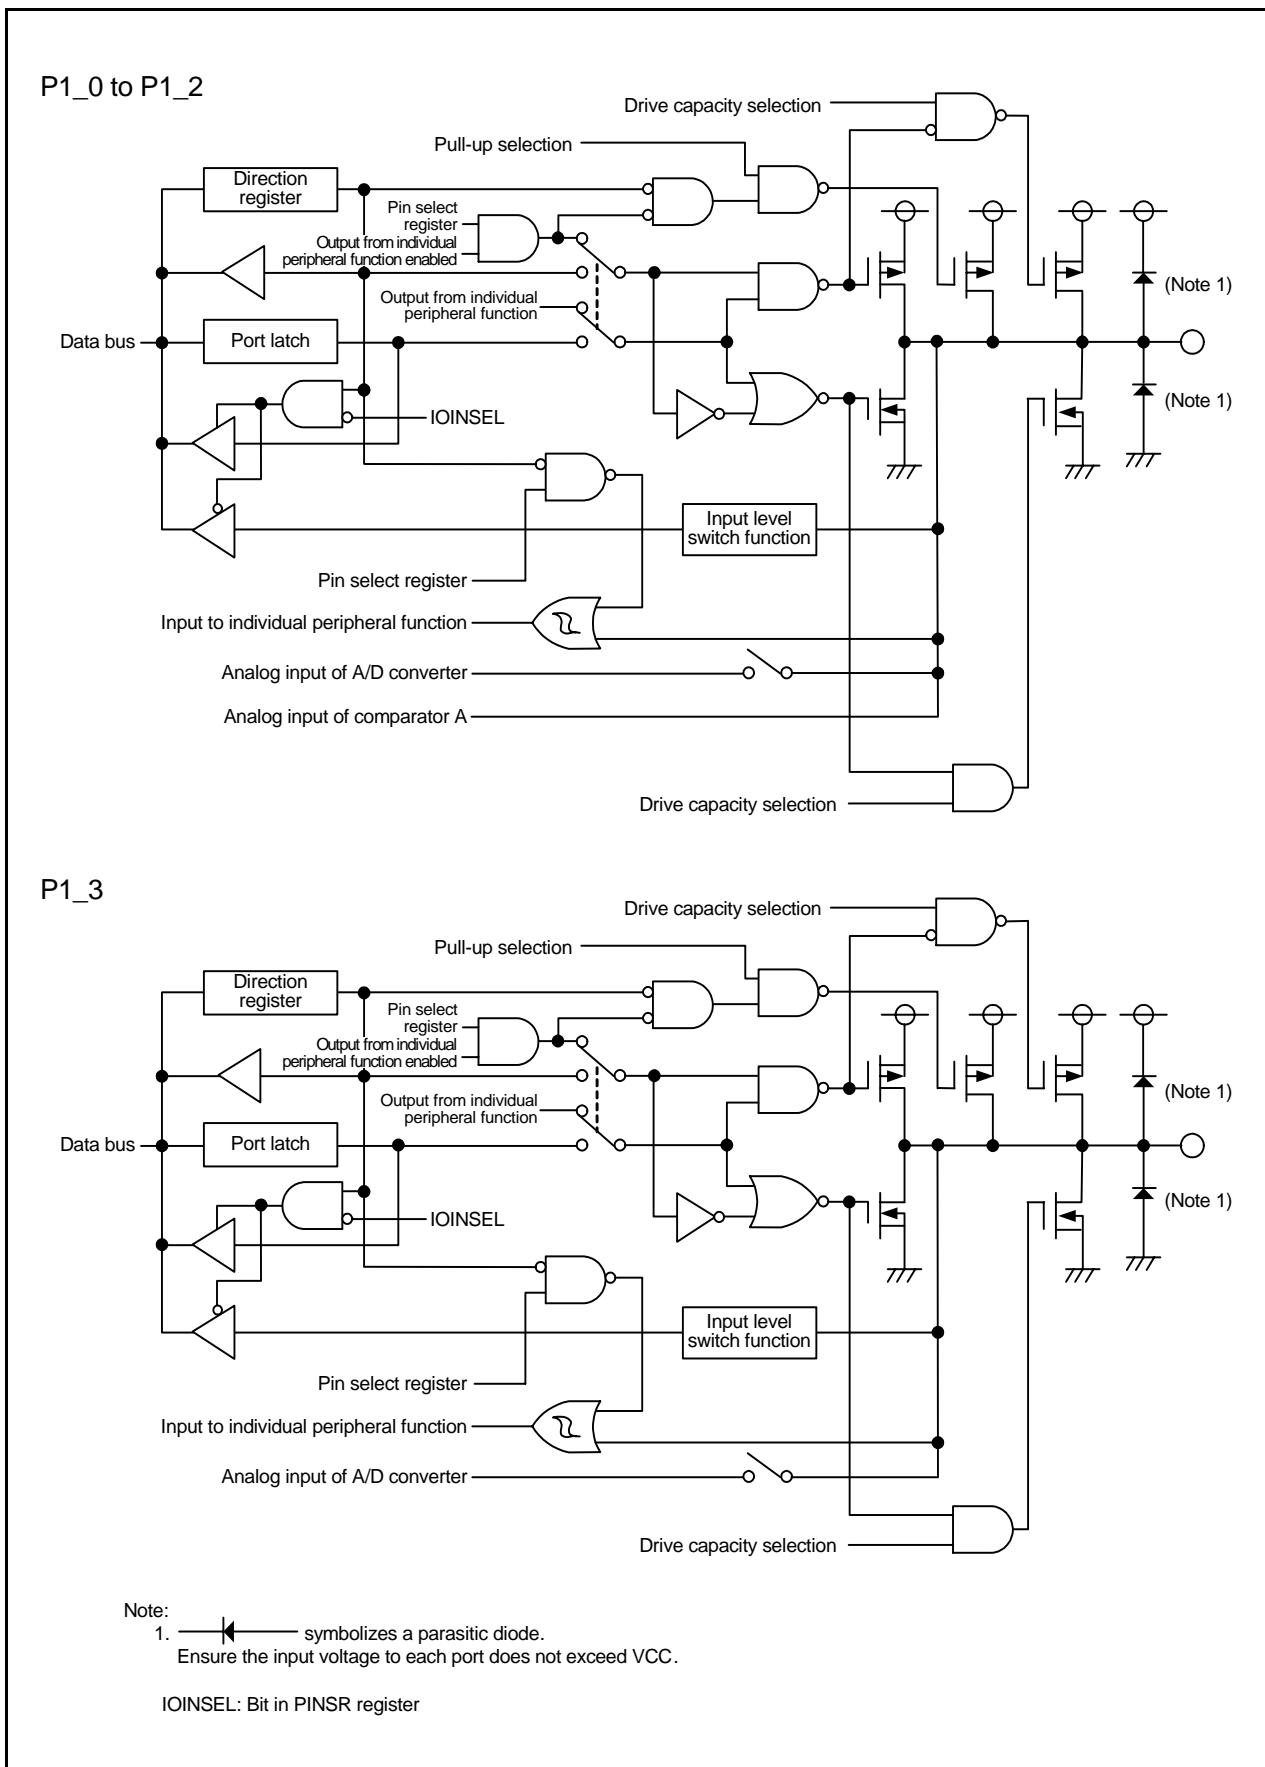 P1_0 to P1_2
Drive capacity selection
Pull-up selection
Direction
register
Pin select
register
Output from individual
peripheral function enabled
(Note 1)
Output from individual
peripheral function
Data bus
Port latch
(Note 1)
IOINSEL
Input level
switch function
Pin select register
Input to individual peripheral function
Analog input of A/D converter
Analog input of comparator A
Drive capacity selection
P1_3
Drive capacity selection
Pull-up selection
Direction
register
Pin select
register
Output from individual
peripheral function enabled
(Note 1)
Output from individual
peripheral function
Data bus
Port latch
(Note 1)
IOINSEL
Input level
switch function
Pin select register
Input to individual peripheral function
Analog input of A/D converter
Drive capacity selection
Note:
1. symbolizes a parasitic diode.
Ensure the input voltage to each port does not exceed VCC.
IOINSEL: Bit in PINSR register